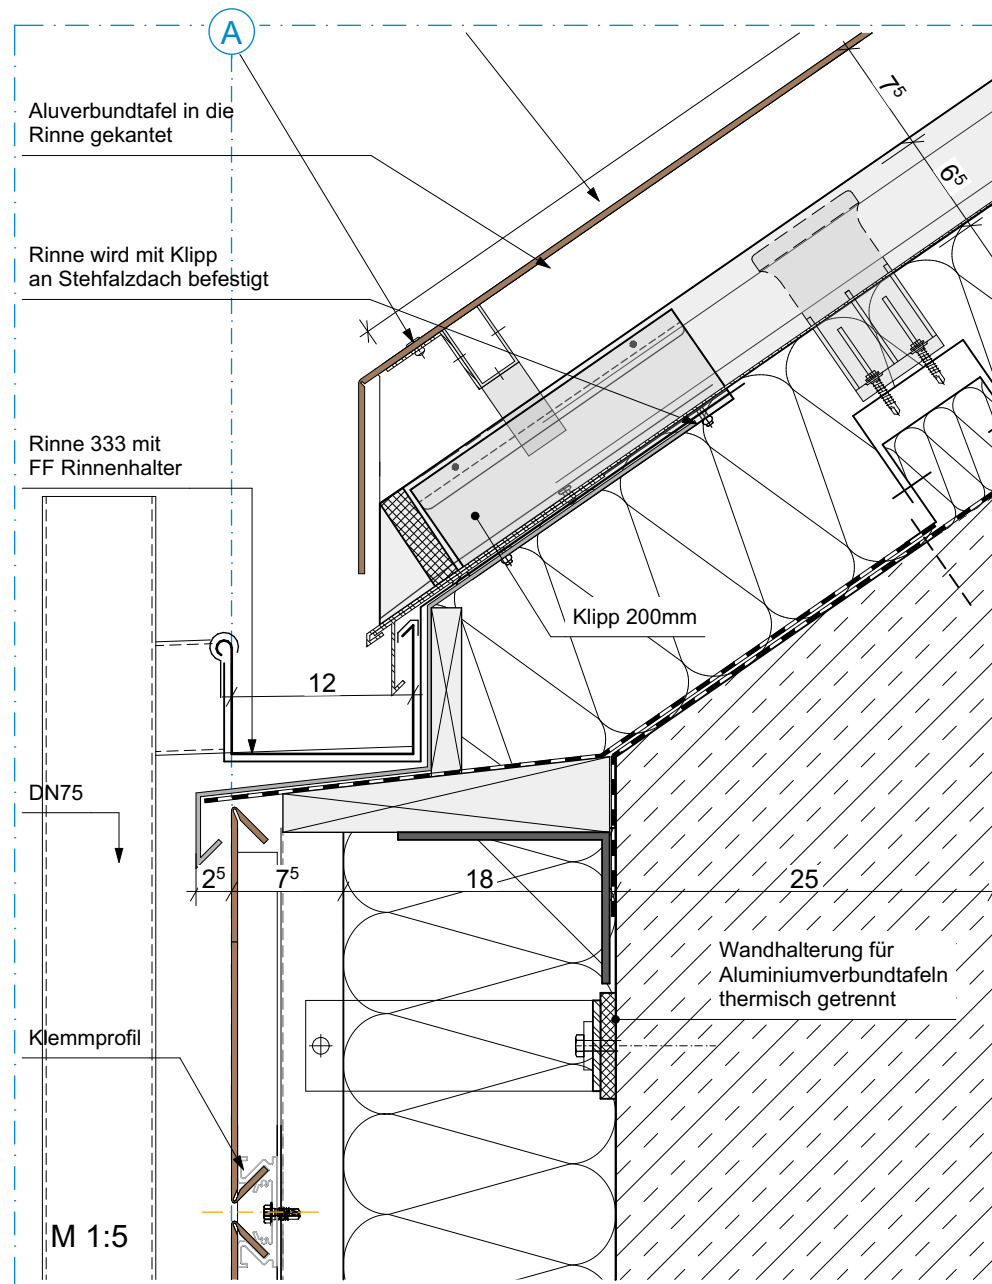 A
Aluverbundtafel in die
Rinne gekantet
7⁵
6⁵
Rinne wird mit Klipp
an Stehfalzdach befestigt
Rinne 333 mit
FF Rinnenhalter
Klipp 200mm
12
DN75
2⁵ 7⁵ 18 25
Wandhalterung für
Aluminiumverbundtafeln
thermisch getrennt
Klemmprofil
M 1:5